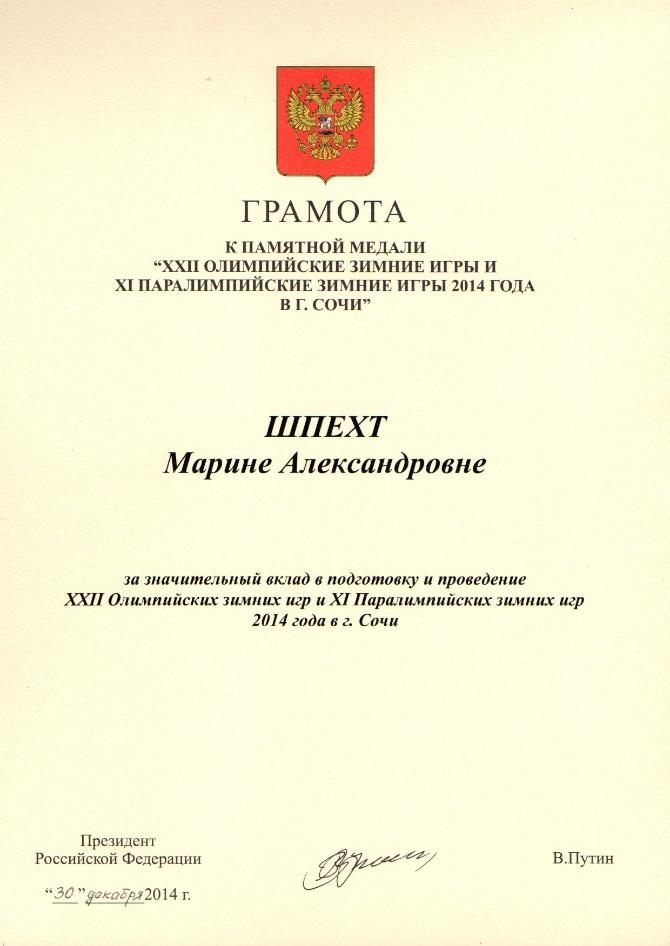 ГРАМОТА
К ПАМЯТНОЙ МЕДАЛИ
“XXII ОЛИМПИЙСКИЕ ЗИМНИЕ ИГРЫ И
XI ПАРАЛИМПИЙСКИЕ ЗИМНИЕ ИГРЫ 2014 ГОДА
В Г. СОЧИ”
ШПЕХТ
Марине Александровне
за значительный вклад в подготовку и проведение
XXII Олимпийских зимних игр и XI Паралимпийских зимних игр
2014 года в г. Сочи
Президент
Российской Федерации
В.Путин
“30” декабря 2014 г.